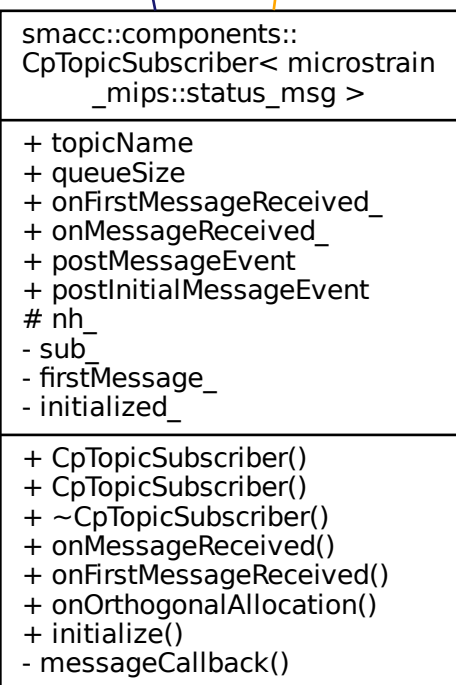 smacc::components::
CpTopicSubscriber< microstrain
_mips::status_msg >
+ topicName
+ queueSize
+ onFirstMessageReceived_
+ onMessageReceived_
+ postMessageEvent
+ postInitialMessageEvent
# nh_
- sub_
- firstMessage_
- initialized_
+ CpTopicSubscriber()
+ CpTopicSubscriber()
+ ~CpTopicSubscriber()
+ onMessageReceived()
+ onFirstMessageReceived()
+ onOrthogonalAllocation()
+ initialize()
- messageCallback()